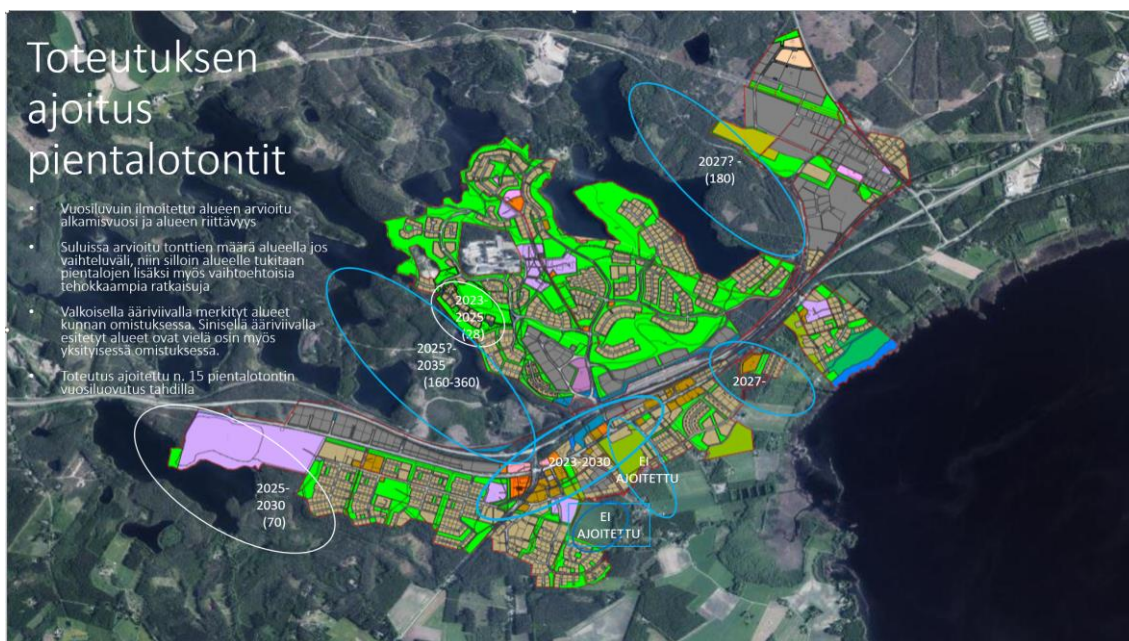 Toteutuksen
ajoitus
pientalotontit
• Vuosiluvuin ilmoitettu alueen arvioitu
alkamisvuosi ja alueen riittävyys
• Suluissa arvioitu tonttien määrä alueella jos
vaihteluväli, niin silloin alueelle tukitaan
pientalojen lisäksi myös vaihtoehtoisia
tehokkaampia ratkaisuja
• Valkoisella ääriviivalla merkityt alueet
kunnan omistuksessa. Sinisellä ääriviivalla
esitetyt alueet ovat vielä osin myös
yksityisessä omistuksessa.
• Toteutus ajoitettu n. 15 pientalotontin
vuosiluovutus tahdilla
2027? -
(180)
2023-
2025
(28)
2025?-
2035
(160-360)
2027-
2023-2030
EI
AJOITETTU
2025-
2030
(70)
EI
AJOITETTU